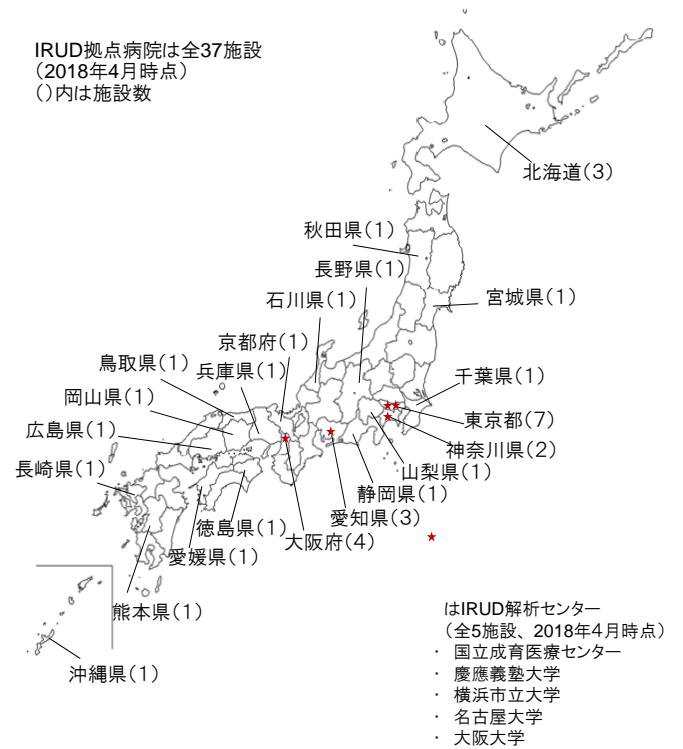 IRUD拠点病院は全37施設
（2018年4月時点）
（）内は施設数
北海道（3）
秋田県（1）
長野県（1）
石川県（1）
宮城県（1）
京都府（1）
鳥取県（1）
兵庫県（1）
千葉県（1）
岡山県（1）
東京都（7）
広島県（1）
神奈川県（2）
長崎県（1）
山梨県（1）
静岡県（1）
愛知県（3）
徳島県（1）
大阪府（4）
愛媛県（1）
熊本県（1）
沖縄県（1）
はIRUD解析センター
（全5施設、2018年4月時点）
・ 国立成育医療センター
・ 慶應義塾大学
・ 横浜市立大学
・ 名古屋大学
・ 大阪大学